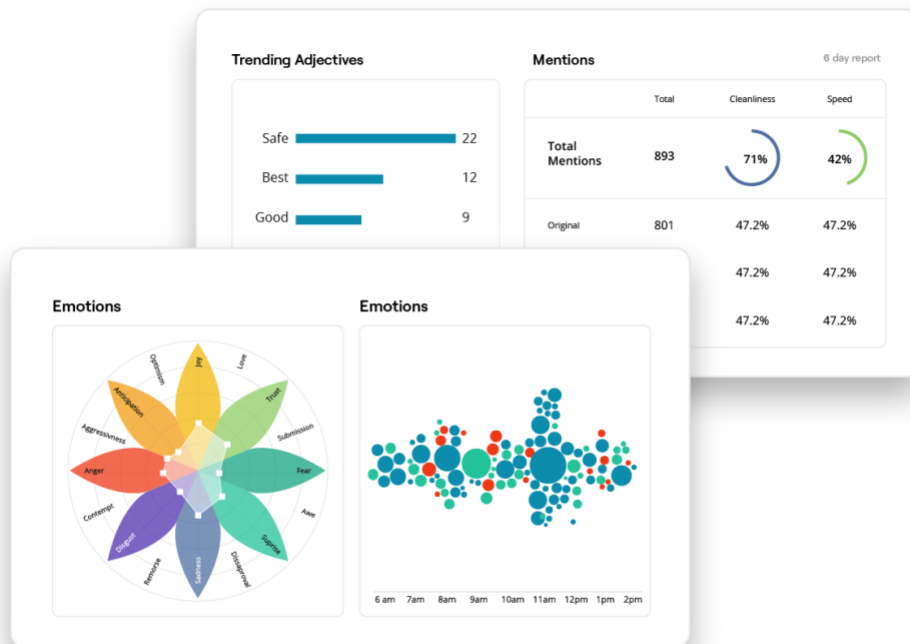 Trending Adjectives
Safe 22
Best 12
Good 9
Mentions
6 day report
Total Cleanliness Speed
Total
Mentions
893 71% 42%
Original 801 47.2% 47.2%
47.2% 47.2%
47.2% 47.2%
Emotions
Joy
Love
Trust
Submission
Fear
Awe
Suprise
Dissaproval
Sadness
Remorse
Disgust
Contempt
Anger
Aggressivness
Anticipation
Optimism
Emotions
6 am 7am 8am 9am 10am 11am 12pm 1pm 2pm